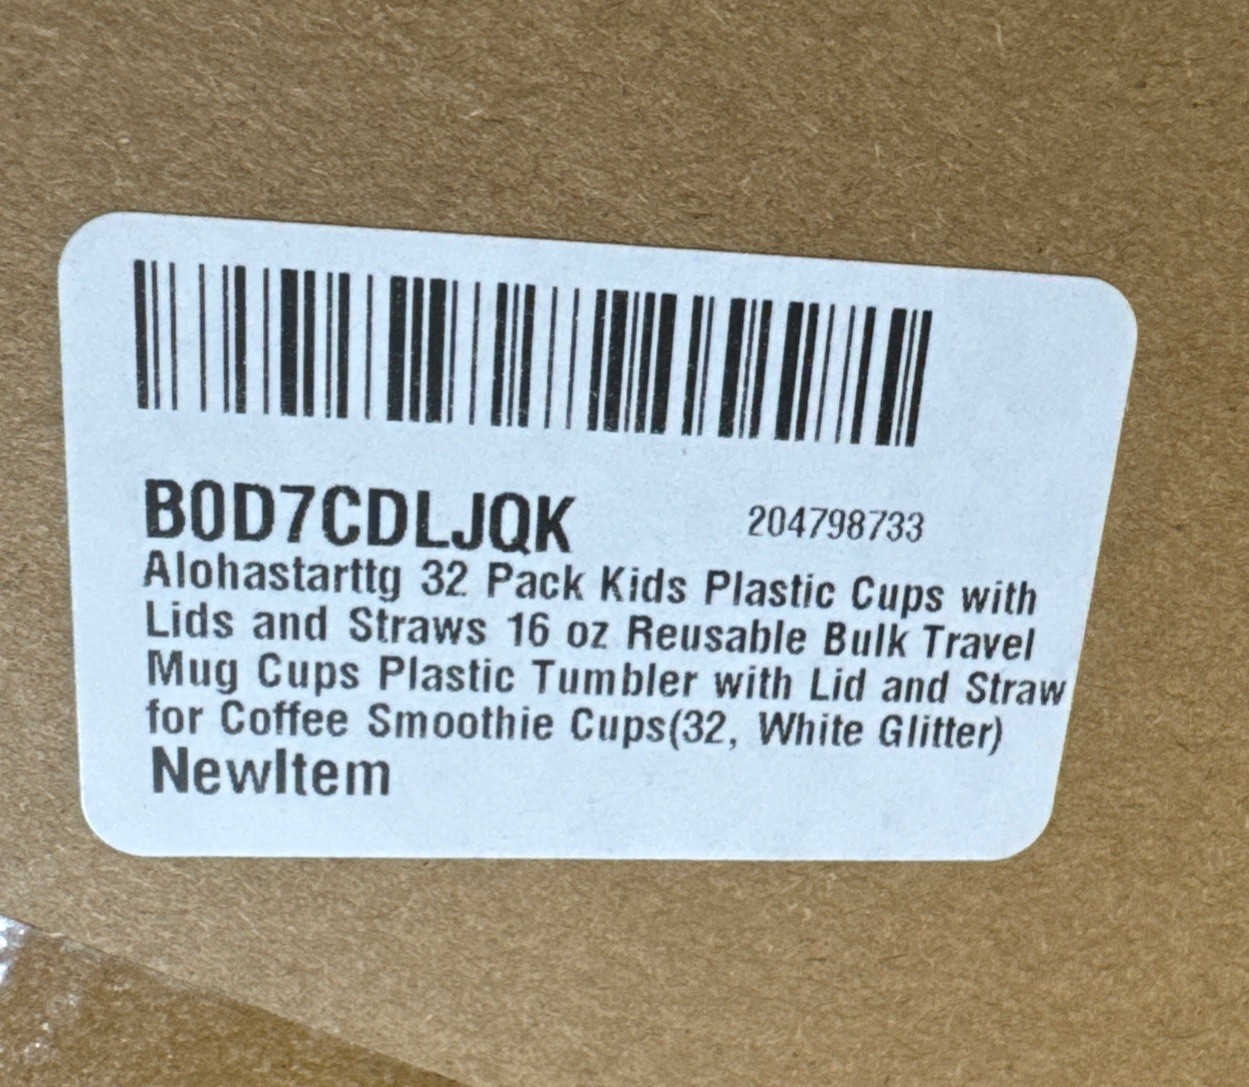 B0D7CDLJQK 204798733
Alohastarttg 32 Pack Kids Plastic Cups with
Lids and Straws 16 oz Reusable Bulk Travel
Mug Cups Plastic Tumbler with Lid and Straw
for Coffee Smoothie Cups(32, White Glitter)
NewItem